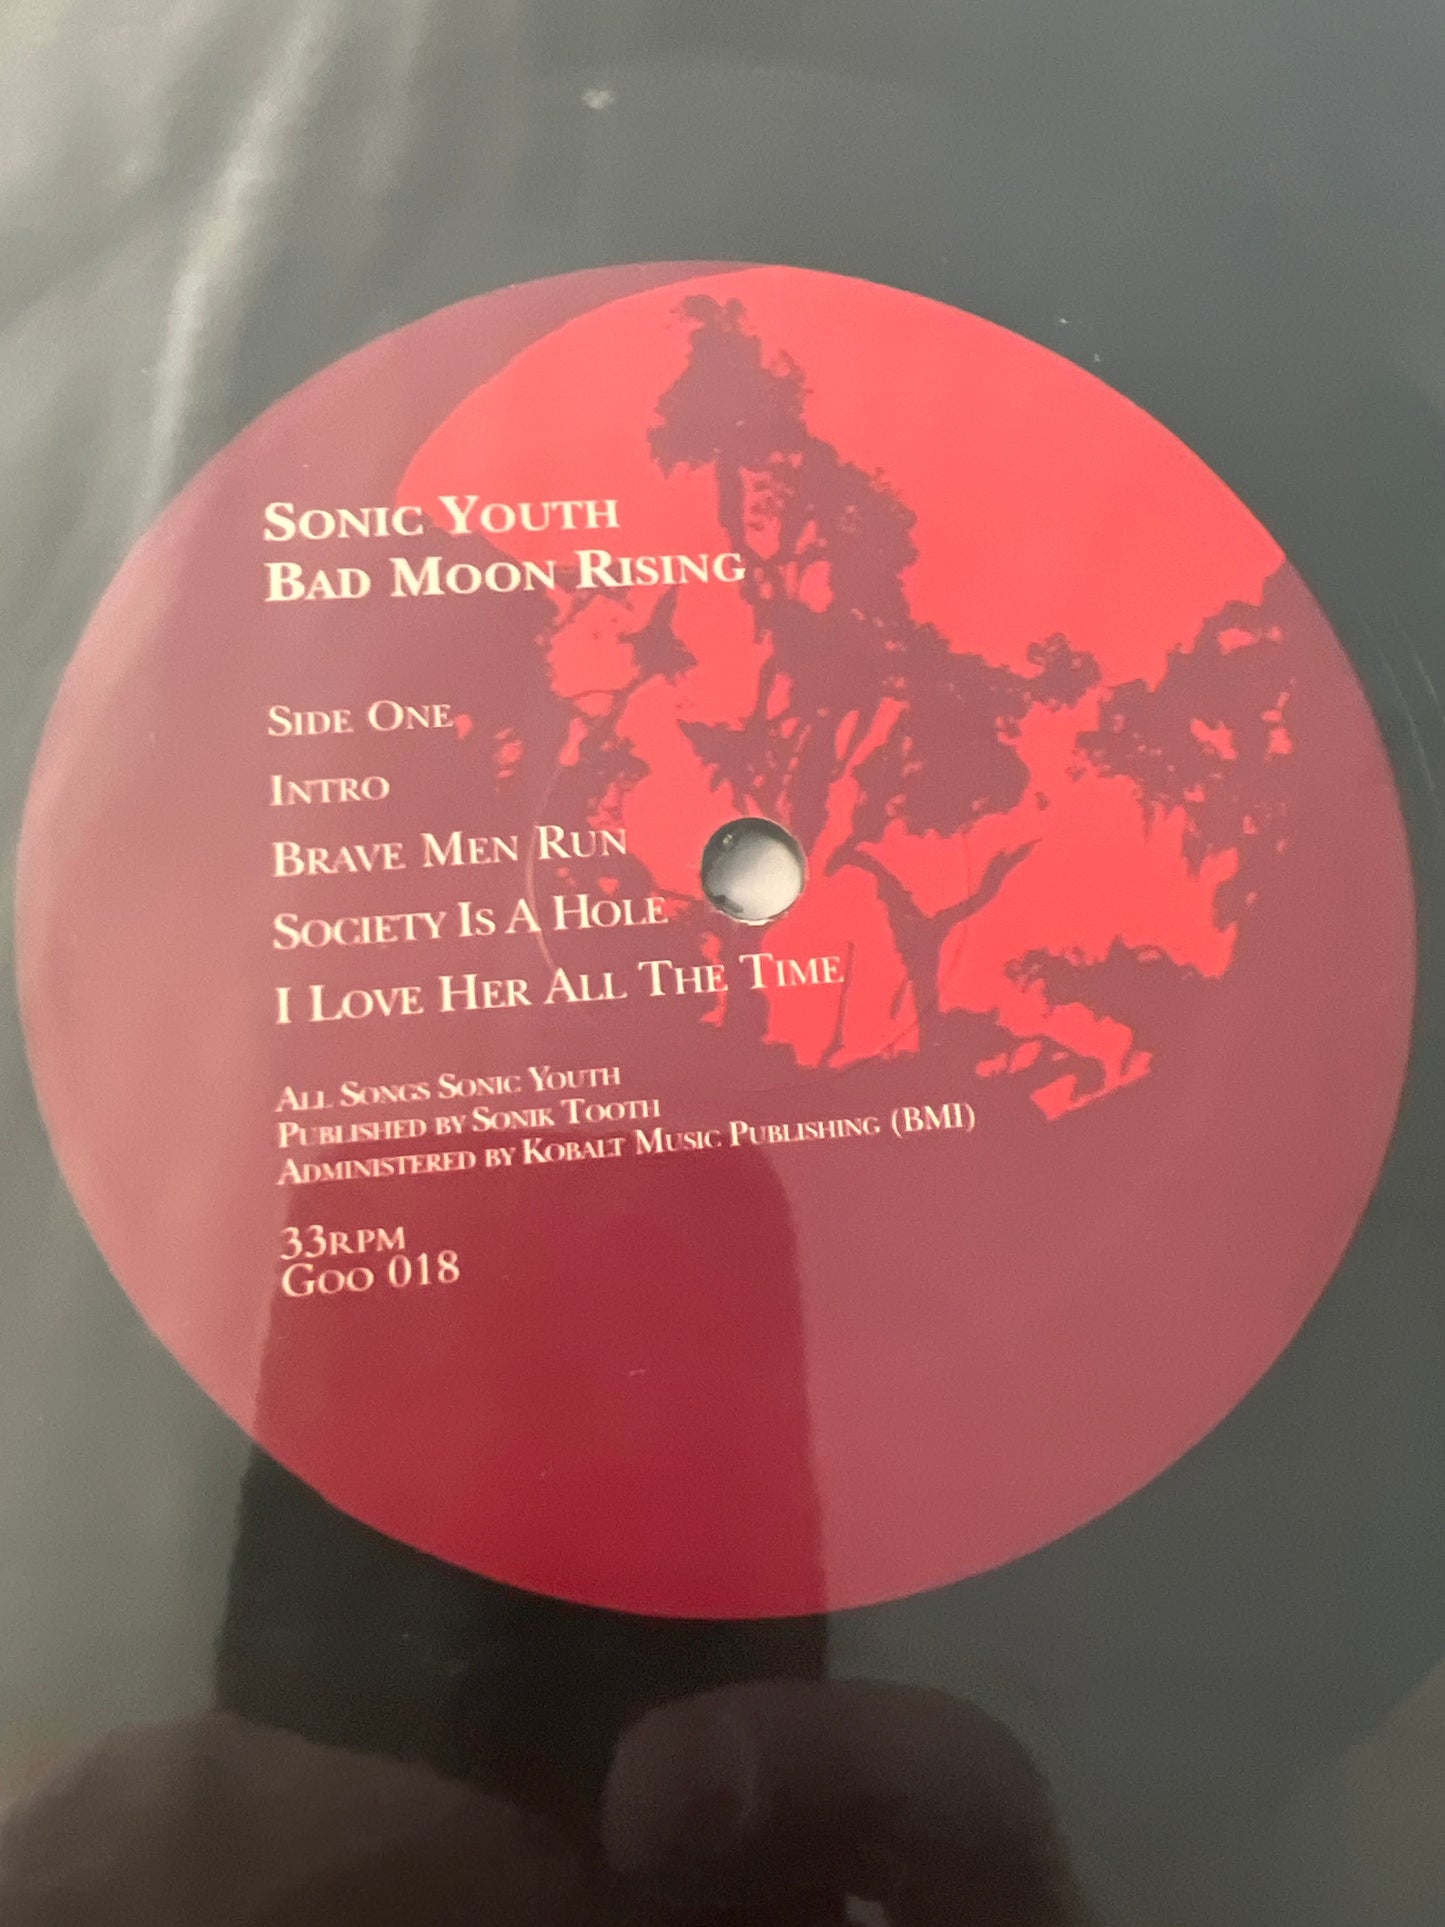 Sonic Youth
Bad Moon Rising
Side One
Intro
Brave Men Run
Society Is A Hole
I Love Her All The Time
All Songs Sonic Youth
Published by Sonik Tooth
Administered by Kobalt Music Publishing (BMI)
33rpm
Goo 018